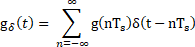 g_δ(t) = ∑_{n=-∞}^{∞} g(nT_s)δ(t − nT_s)